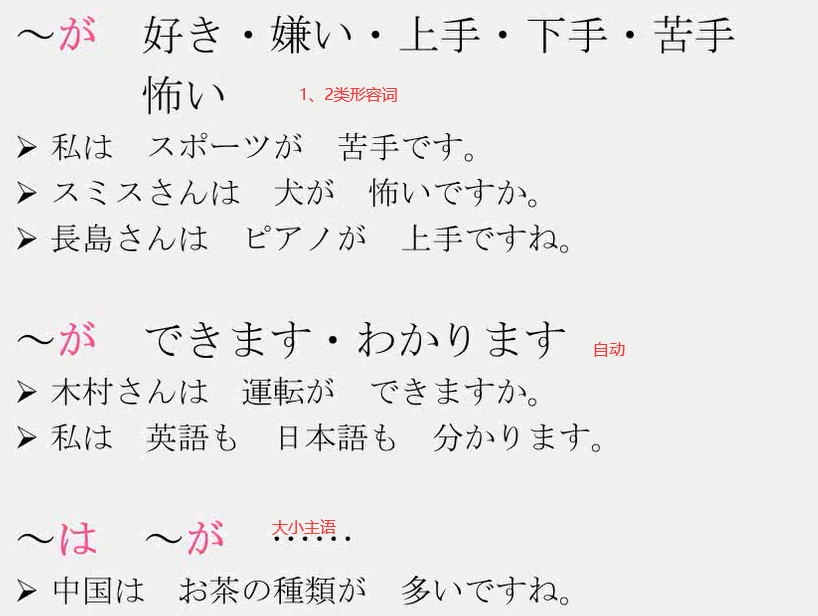 ～が　好き・嫌い・上手・下手・苦手
怖い　1、2类形容词
➢ 私は　スポーツが　苦手です。
➢ スミスさんは　犬が　怖いですか。
➢ 長島さんは　ピアノが　上手ですね。
～が　できます・わかります　自动
➢ 木村さんは　運転が　できますか。
➢ 私は　英語も　日本語も　分かります。
～は　～が　……　大小主语
➢ 中国は　お茶の種類が　多いですね。